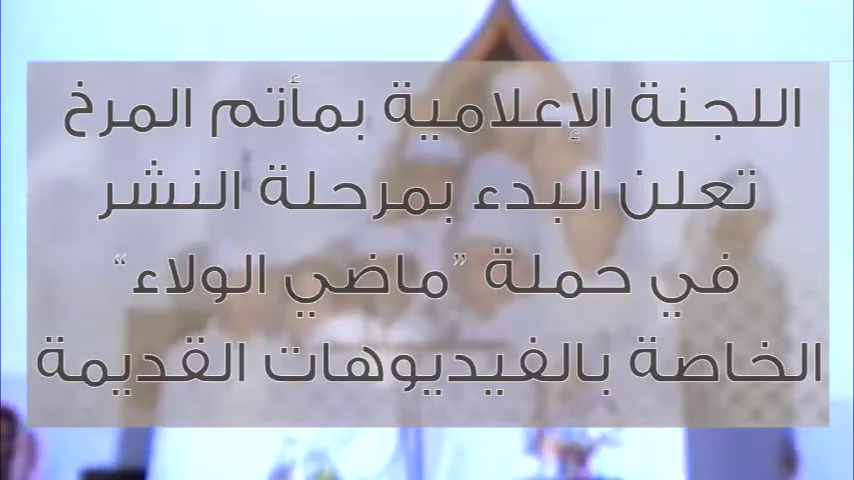 اللجنة الإعلامية بمأتم المرخ
تعلن البدء بمرحلة النشر
في حملة ”ماضي الولاء“
الخاصة بالفيديوهات القديمة